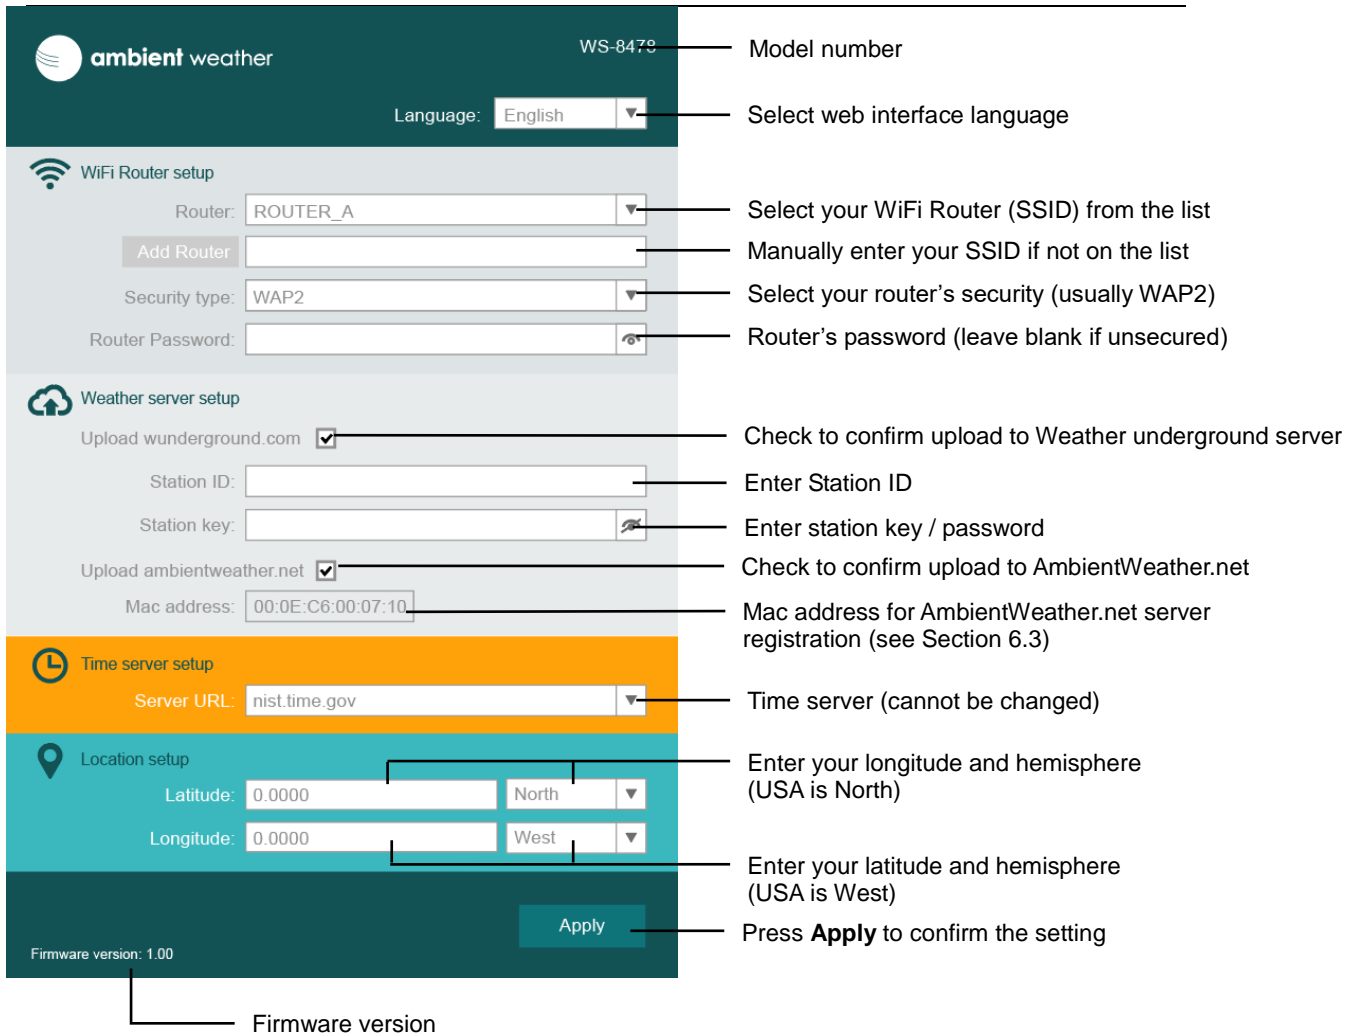 ambient weather
WS-8478
Model number
Language: English
Select web interface language
WiFi Router setup
Router: ROUTER_A
Select your WiFi Router (SSID) from the list
Add Router
Manually enter your SSID if not on the list
Security type: WAP2
Select your router's security (usually WAP2)
Router Password:
Router's password (leave blank if unsecured)
Weather server setup
Upload wunderground.com
Check to confirm upload to Weather underground server
Station ID:
Enter Station ID
Station key:
Enter station key / password
Upload ambientweather.net
Check to confirm upload to AmbientWeather.net
Mac address: 00:0E:C6:00:07:10
Mac address for AmbientWeather.net server
registration (see Section 6.3)
Time server setup
Server URL: nist.time.gov
Time server (cannot be changed)
Location setup
Enter your longitude and hemisphere
(USA is North)
Latitude: 0.0000 North
Longitude: 0.0000 West
Enter your latitude and hemisphere
(USA is West)
Apply
Press Apply to confirm the setting
Firmware version: 1.00
Firmware version